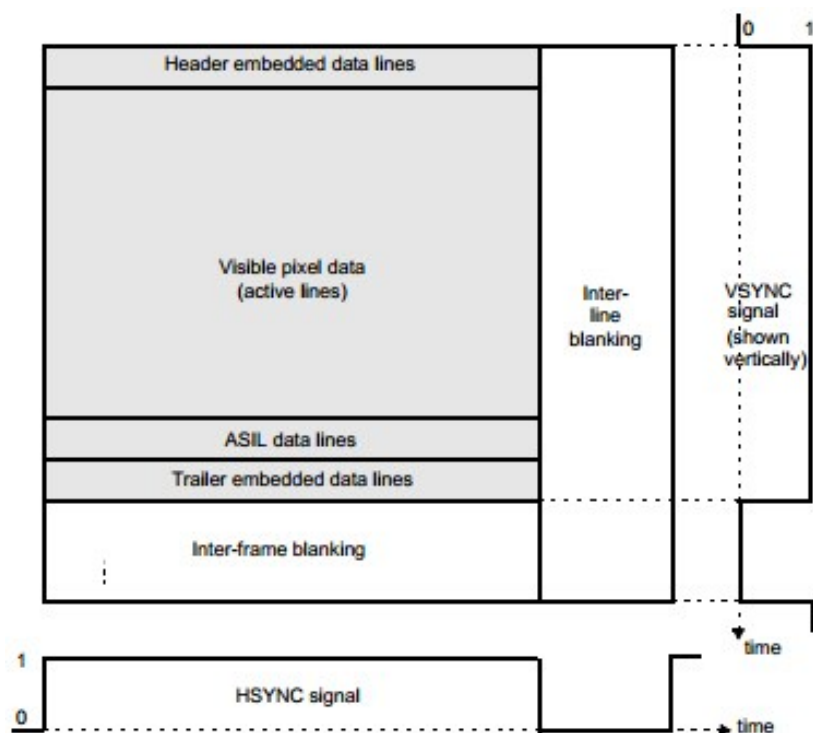 0 1
Header embedded data lines
Visible pixel data
(active lines)
Inter-
line
blanking
VSYNC
signal
(shown
vertically)
ASIL data lines
Trailer embedded data lines
Inter-frame blanking
time
1
HSYNC signal
0
time